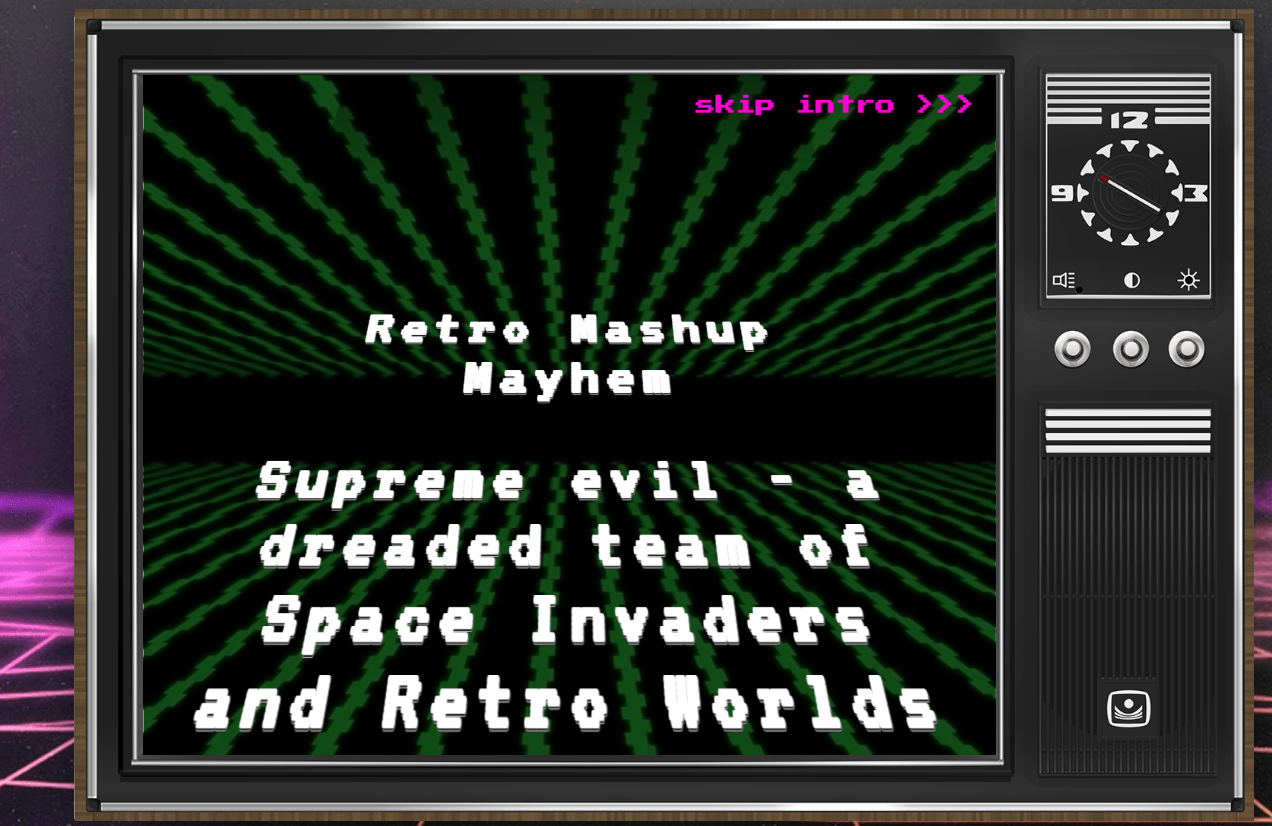 skip intro >>>
12
9 3
Retro Mashup
Mayhem
Supreme evil - a
dreaded team of
Space Invaders
and Retro Worlds